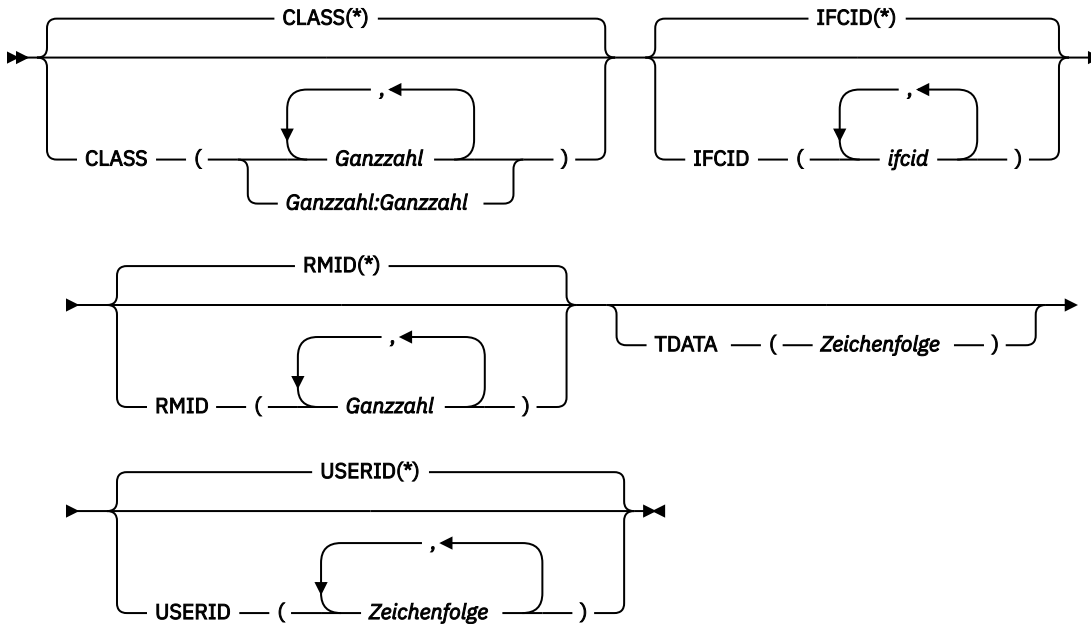 CLASS(*) IFCID(*)
, ,
CLASS ( Ganzzahl ) IFCID ( ifcid )
Ganzzahl:Ganzzahl
RMID(*)
,
TDATA ( Zeichenfolge )
RMID ( Ganzzahl )
USERID(*)
,
USERID ( Zeichenfolge )